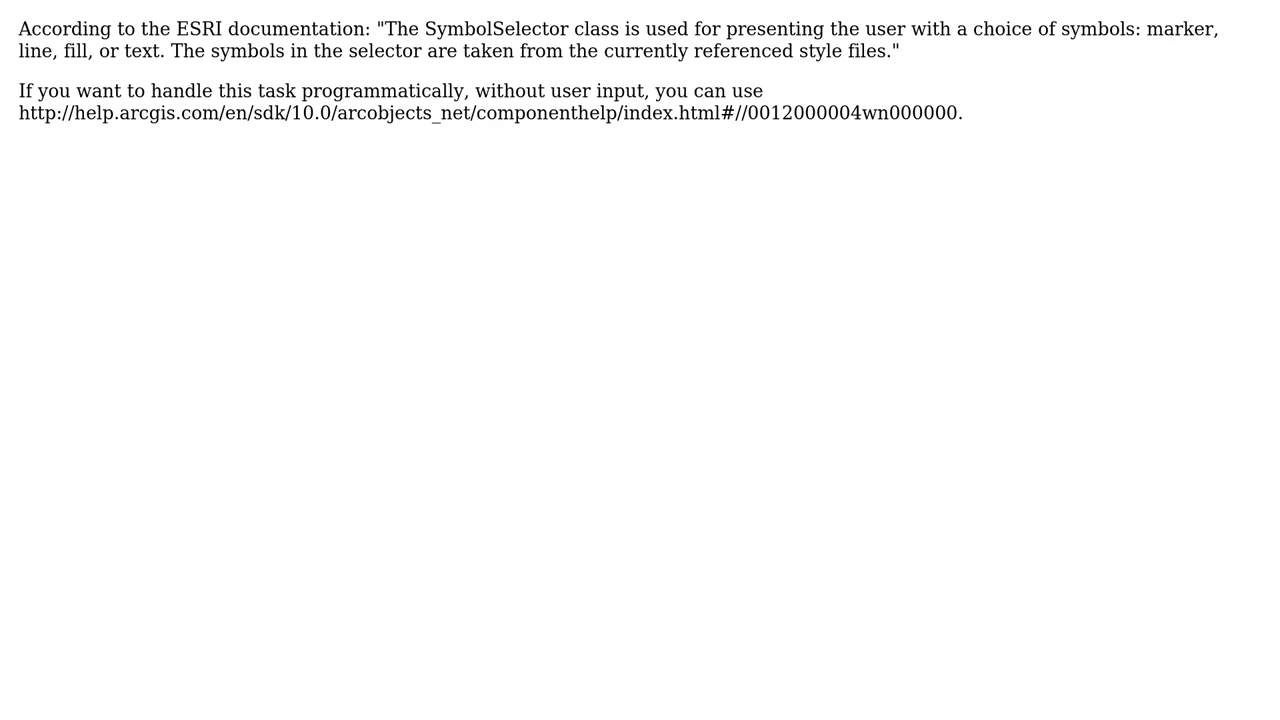 According to the ESRI documentation: "The SymbolSelector class is used for presenting the user with a choice of symbols: marker,
line, fill, or text. The symbols in the selector are taken from the currently referenced style files."
If you want to handle this task programmatically, without user input, you can use
http://help.arcgis.com/en/sdk/10.0/arcobjects_net/componenthelp/index.html#//0012000004wn000000.